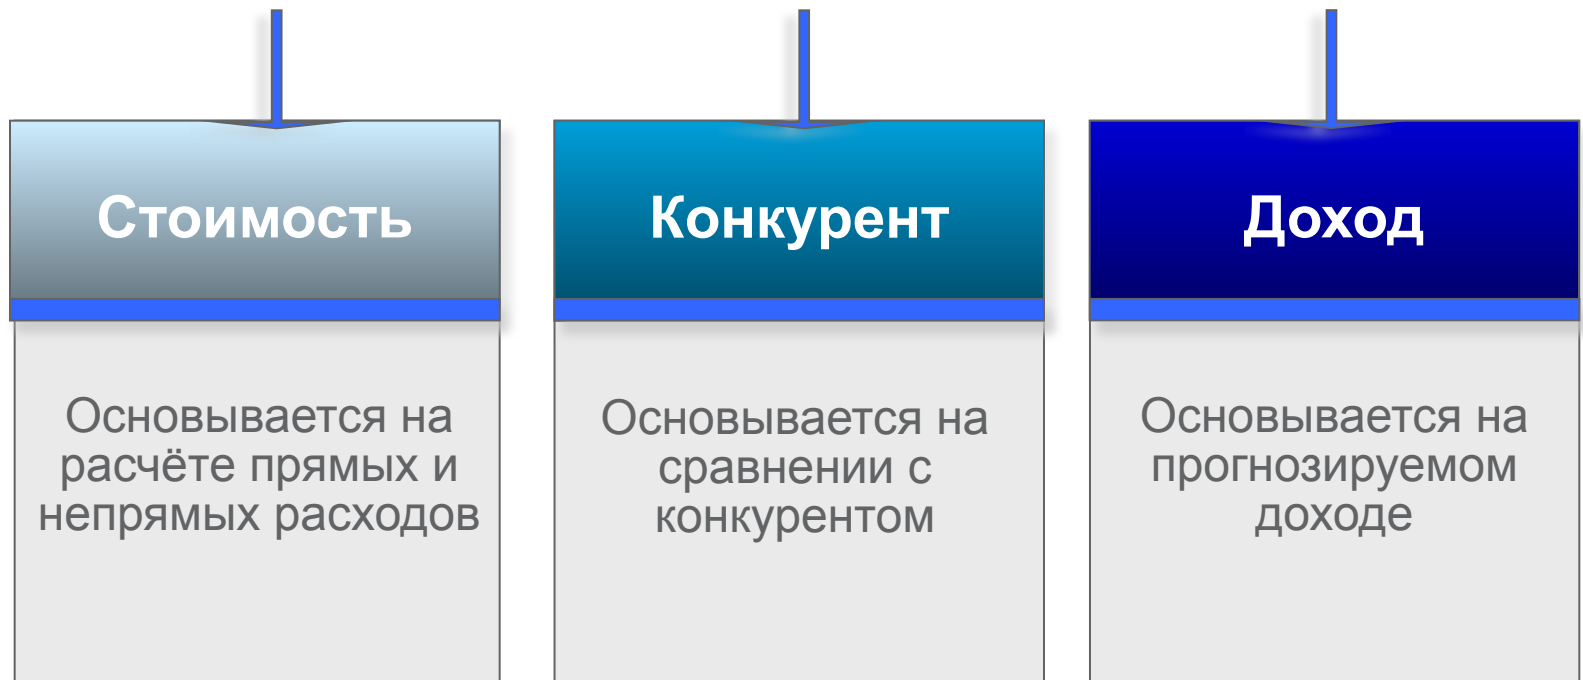 Стоимость
Основывается на
расчёте прямых и
непрямых расходов
Конкурент
Основывается на
сравнении с
конкурентом
Доход
Основывается на
прогнозируемом
доходе